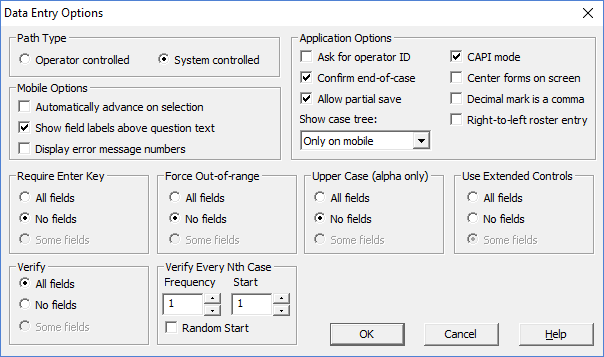 Data Entry Options
Path Type
Operator controlled
System controlled
Application Options
Ask for operator ID
CAPI mode
Confirm end-of-case
Center forms on screen
Allow partial save
Decimal mark is a comma
Show case tree:
Right-to-left roster entry
Only on mobile
Mobile Options
Automatically advance on selection
Show field labels above question text
Display error message numbers
Require Enter Key
All fields
No fields
Some fields
Force Out-of-range
All fields
No fields
Some fields
Upper Case (alpha only)
All fields
No fields
Some fields
Use Extended Controls
All fields
No fields
Some fields
Verify
All fields
No fields
Some fields
Verify Every Nth Case
Frequency Start
1 1
Random Start
OK
Cancel
Help